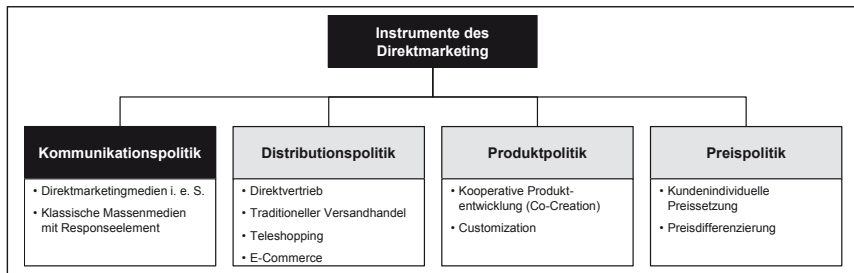 Instrumente des
Direktmarketing
Kommunikationspolitik
• Direktmarketingmedien i. e. S.
• Klassische Massenmedien
mit Responseelement
Distributionspolitik
• Direktvertrieb
• Traditioneller Versandhandel
• Teleshopping
• E-Commerce
Produktpolitik
• Kooperative Produkt-
entwicklung (Co-Creation)
• Customization
Preispolitik
• Kundenindividuelle
Preissetzung
• Preisdifferenzierung